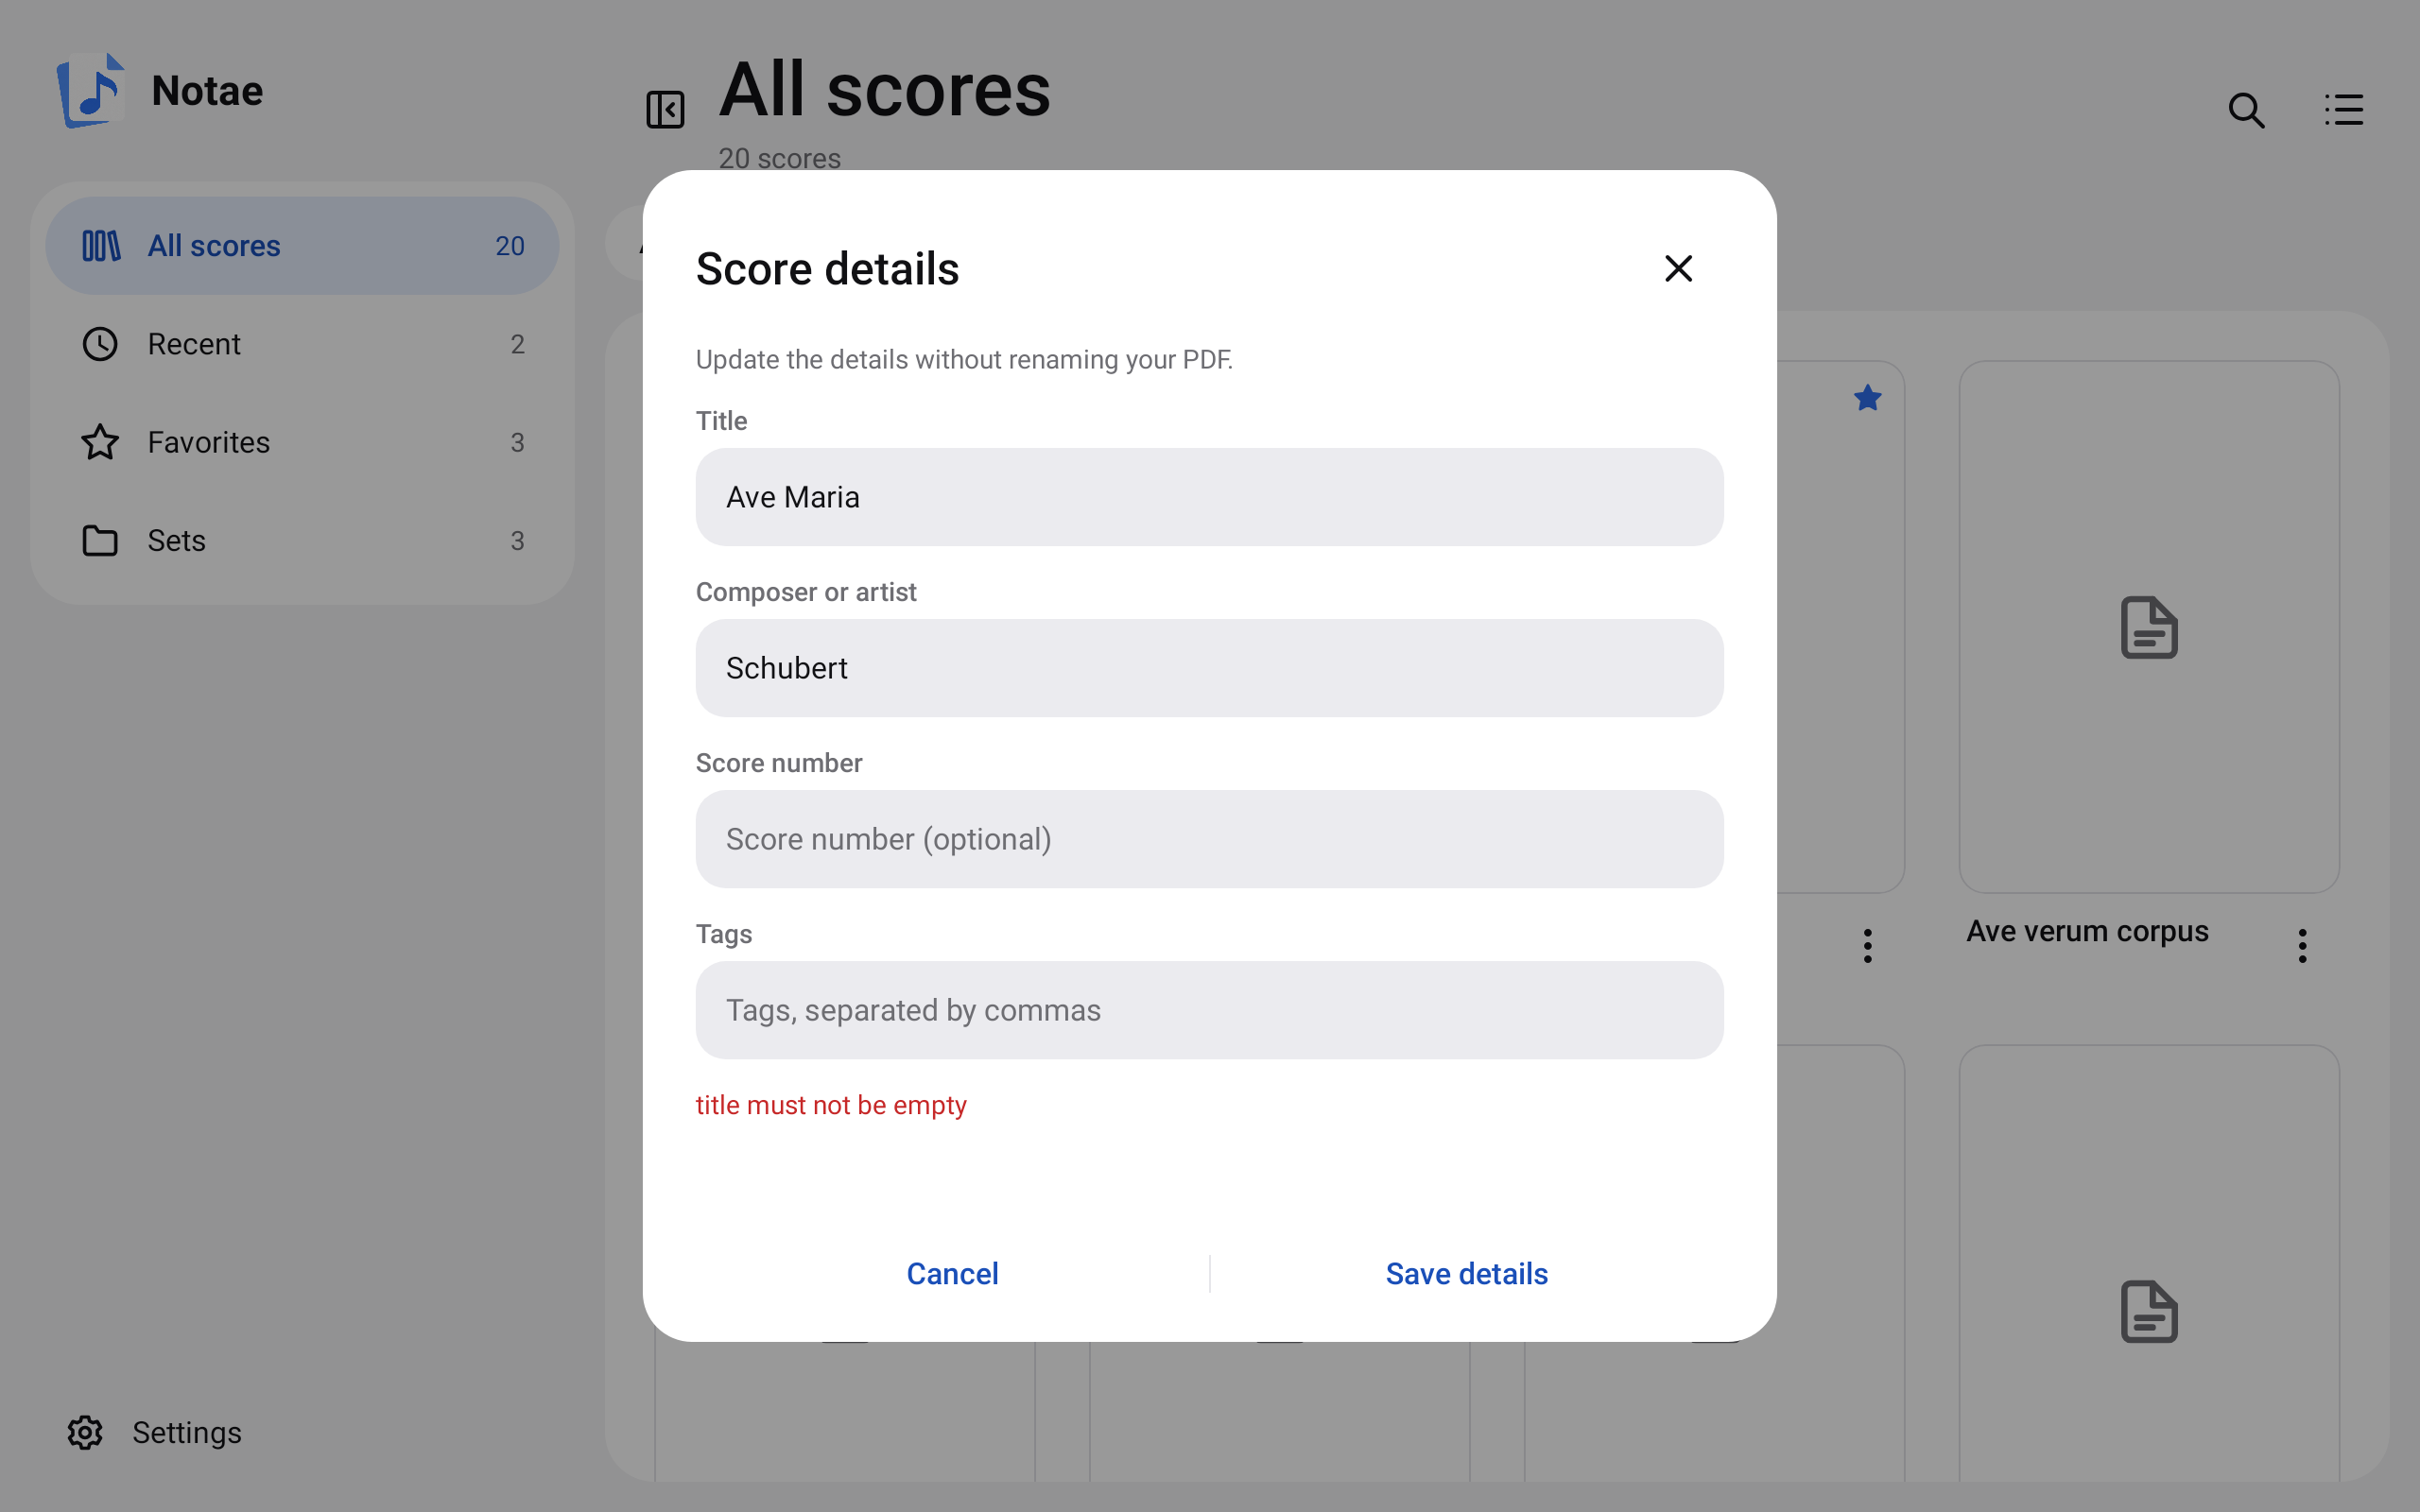 Notae
All scores
20 scores
All scores 20
Recent 2
Favorites 3
Sets 3
Settings
Score details
Update the details without renaming your PDF.
Title
Ave Maria
Composer or artist
Schubert
Score number
Score number (optional)
Tags
Tags, separated by commas
title must not be empty
Cancel
Save details
Ave verum corpus